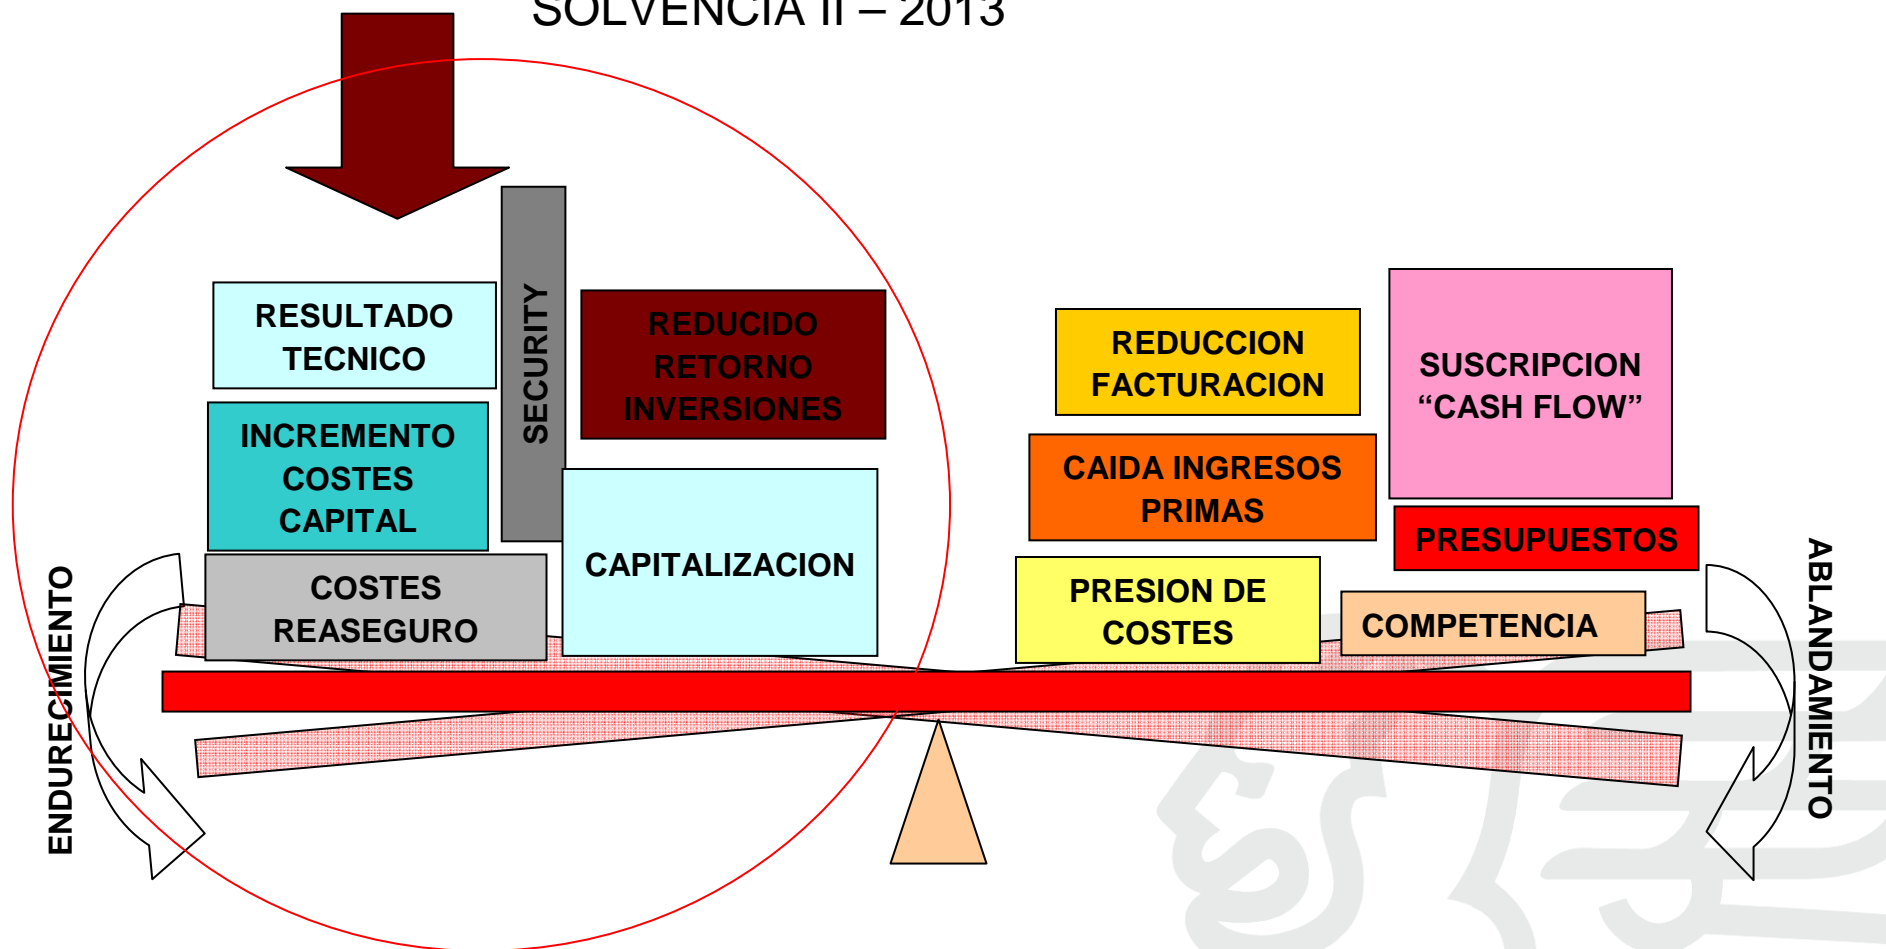 SOLVENCIA II – 2013
RESULTADO
TECNICO
SECURITY
REDUCIDO
RETORNO
INVERSIONES
INCREMENTO
COSTES
CAPITAL
CAPITALIZACION
COSTES
REASEGURO
ENDURECIMIENTO
REDUCCION
FACTURACION
SUSCRIPCION
“CASH FLOW”
CAIDA INGRESOS
PRIMAS
PRESUPUESTOS
PRESION DE
COSTES
COMPETENCIA
ABLANDAMIENTO